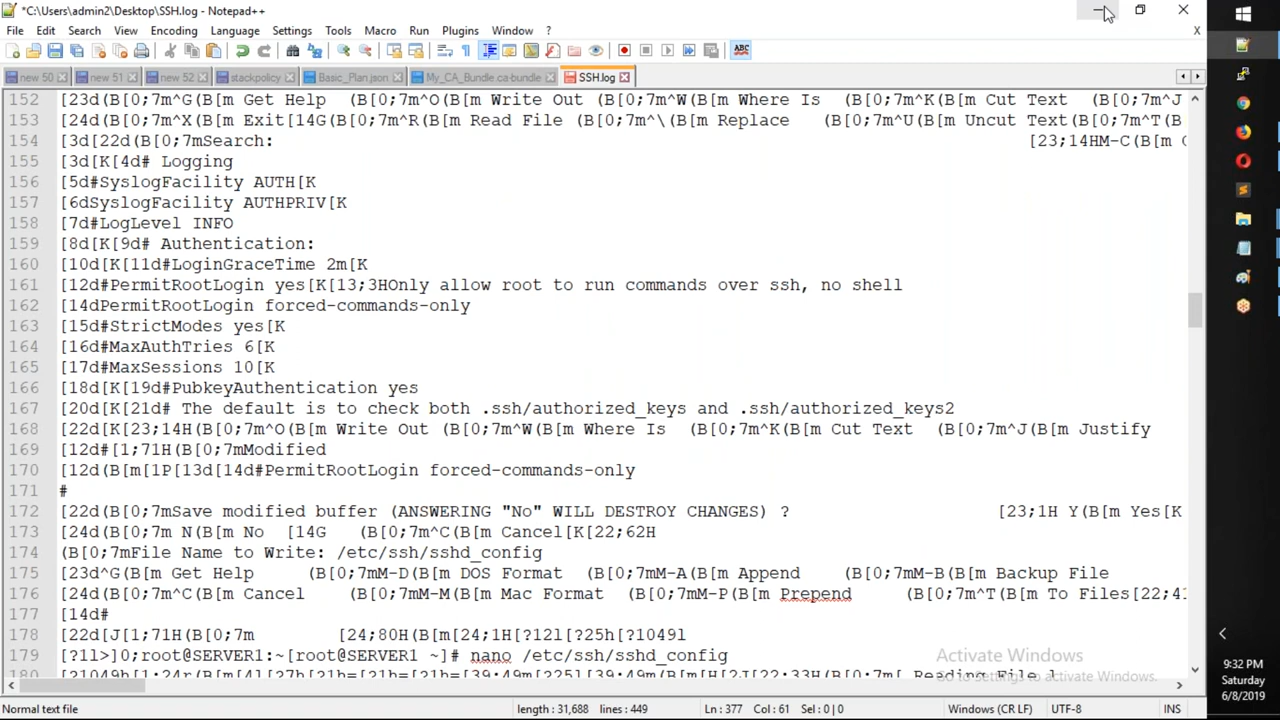 *C:\Users\admin2\Desktop\SSH.log - Notepad++
File Edit Search View Encoding Language Settings Tools Macro Run Plugins Window ? X
new 50 new 51 new 52 stackpolicy Basic_Plan.json My_CA_Bundle.ca-bundle SSH.log
152 [23d(B[0;7m^G(B[m Get Help (B[0;7m^O(B[m Write Out (B[0;7m^W(B[m Where Is (B[0;7m^K(B[m Cut Text (B[0;7m^J
153 [24d(B[0;7m^X(B[m Exit[14G(B[0;7m^R(B[m Read File (B[0;7m^\(B[m Replace (B[0;7m^U(B[m Uncut Text(B[0;7m^T(B
154 [3d[22d(B[0;7mSearch: [23;14HM-C(B[m
155 [3d[K[4d# Logging
156 [5d#SyslogFacility AUTH[K
157 [6dSyslogFacility AUTHPRIV[K
158 [7d#LogLevel INFO
159 [8d[K[9d# Authentication:
160 [10d[K[11d#LoginGraceTime 2m[K
161 [12d#PermitRootLogin yes[K[13;3HOnly allow root to run commands over ssh, no shell
162 [14dPermitRootLogin forced-commands-only
163 [15d#StrictModes yes[K
164 [16d#MaxAuthTries 6[K
165 [17d#MaxSessions 10[K
166 [18d[K[19d#PubkeyAuthentication yes
167 [20d[K[21d# The default is to check both .ssh/authorized_keys and .ssh/authorized_keys2
168 [22d[K[23;14H(B[0;7m^O(B[m Write Out (B[0;7m^W(B[m Where Is (B[0;7m^K(B[m Cut Text (B[0;7m^J(B[m Justify
169 [12d#[1;71H(B[0;7mModified
170 [12d(B[m[1P[13d[14d#PermitRootLogin forced-commands-only
171 #
172 [22d(B[0;7mSave modified buffer (ANSWERING "No" WILL DESTROY CHANGES) ? [23;1H Y(B[m Yes[K
173 [24d(B[0;7m N(B[m No [14G (B[0;7m^C(B[m Cancel[K[22;62H
174 (B[0;7mFile Name to Write: /etc/ssh/sshd_config
175 [23d^G(B[m Get Help (B[0;7mM-D(B[m DOS Format (B[0;7mM-A(B[m Append (B[0;7mM-B(B[m Backup File
176 [24d(B[0;7m^C(B[m Cancel (B[0;7mM-M(B[m Mac Format (B[0;7mM-P(B[m Prepend (B[0;7m^T(B[m To Files[22;41
177 [14d#
178 [22d[J[1;71H(B[0;7m [24;80H(B[m[24;1H[?12l[?25h[?1049l
179 [?1l>]0;root@SERVER1:~[root@SERVER1 ~]# nano /etc/ssh/sshd_config
Activate Windows
Go to Settings to activate Windows.
Normal text file length : 31,688 lines : 449 Ln : 377 Col : 61 Sel : 0 | 0 Windows (CR LF) UTF-8 INS
9:32 PM
Saturday
6/8/2019